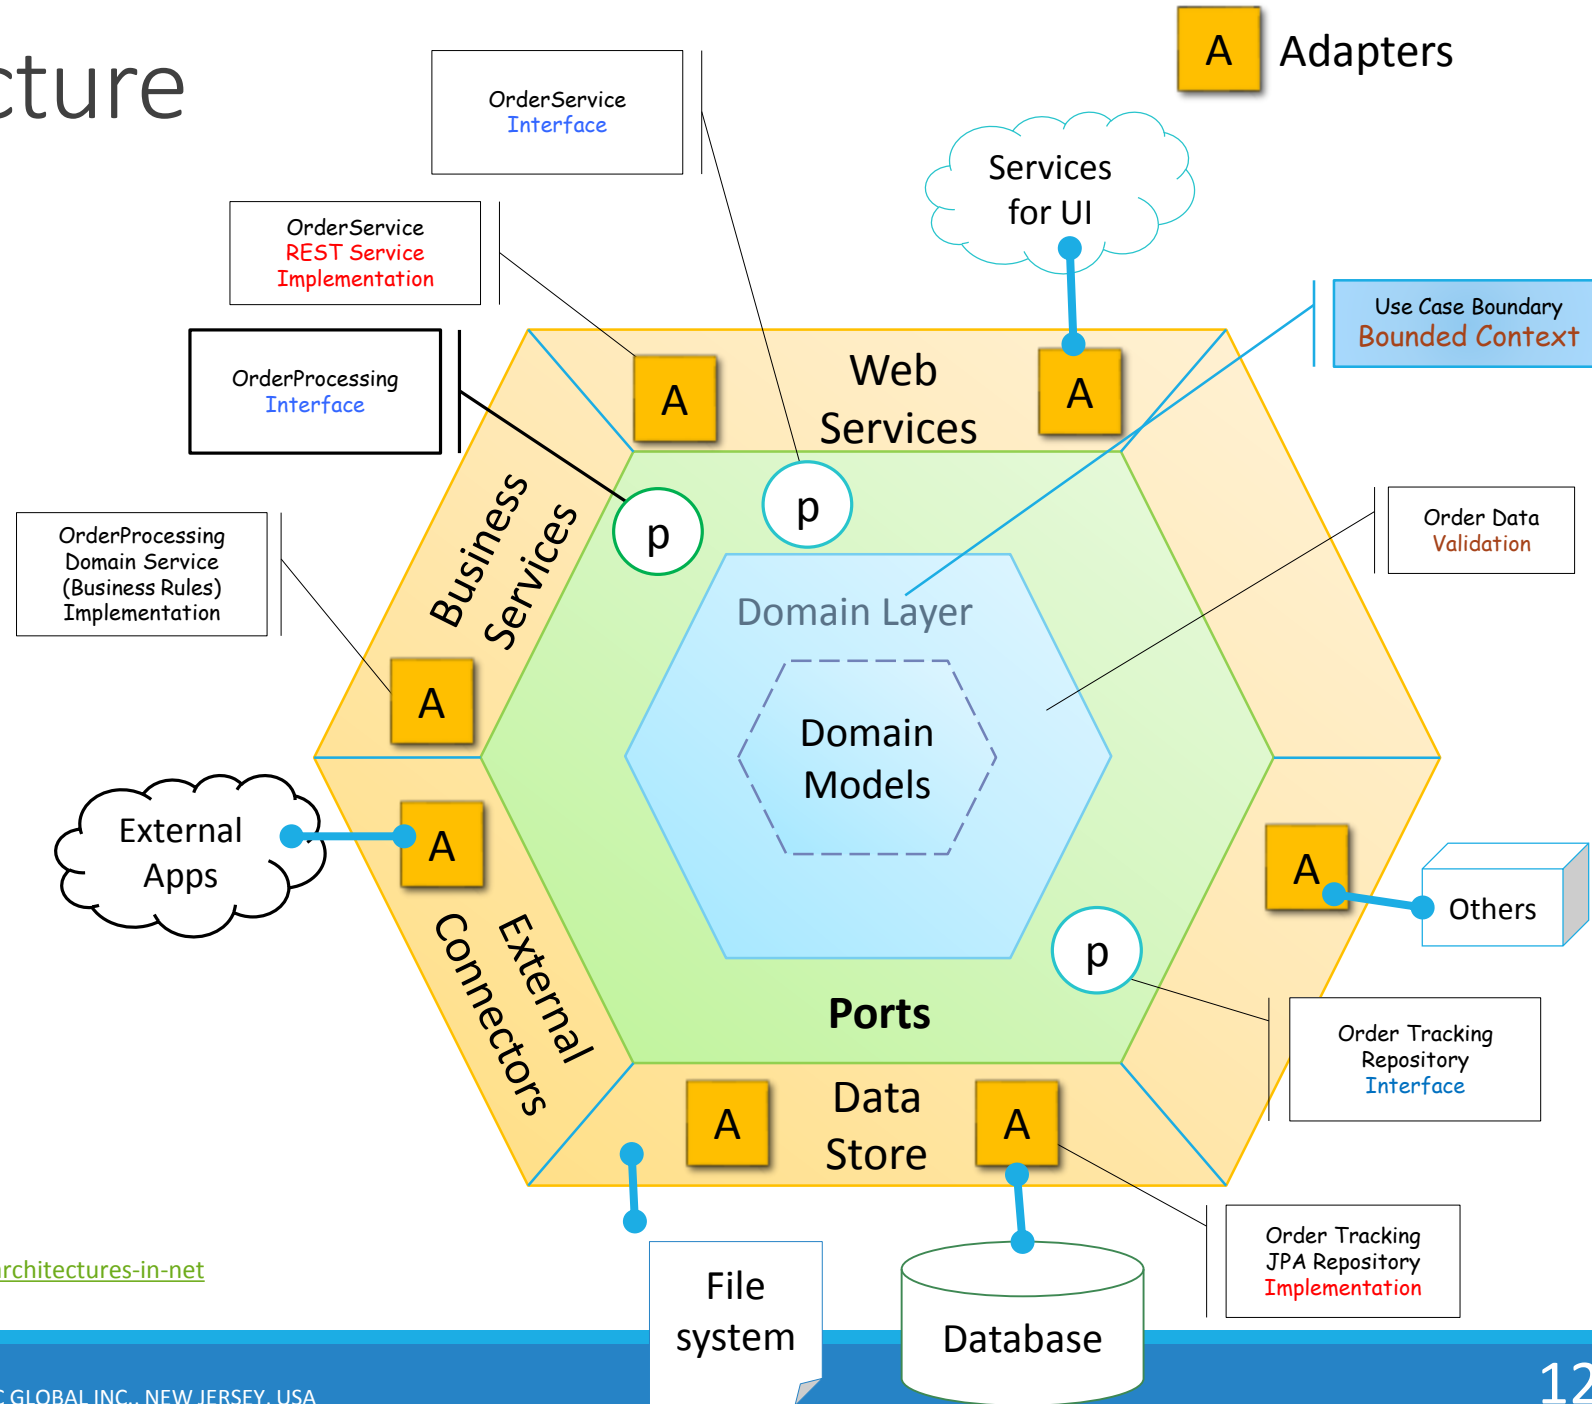 cture
A
Adapters
OrderService
Interface
Services
for UI
OrderService
REST Service
Implementation
Use Case Boundary
Bounded Context
OrderProcessing
Interface
A
Web
Services
A
Business
Services
p
p
Order Data
Validation
OrderProcessing
Domain Service
(Business Rules)
Implementation
Domain Layer
A
Domain
Models
External
Apps
A
A
Others
External
Connectors
p
Ports
Order Tracking
Repository
Interface
A
Data
Store
A
Order Tracking
JPA Repository
Implementation
rchitectures-in-net
File
system
Database
C GLOBAL INC., NEW JERSEY, USA
12